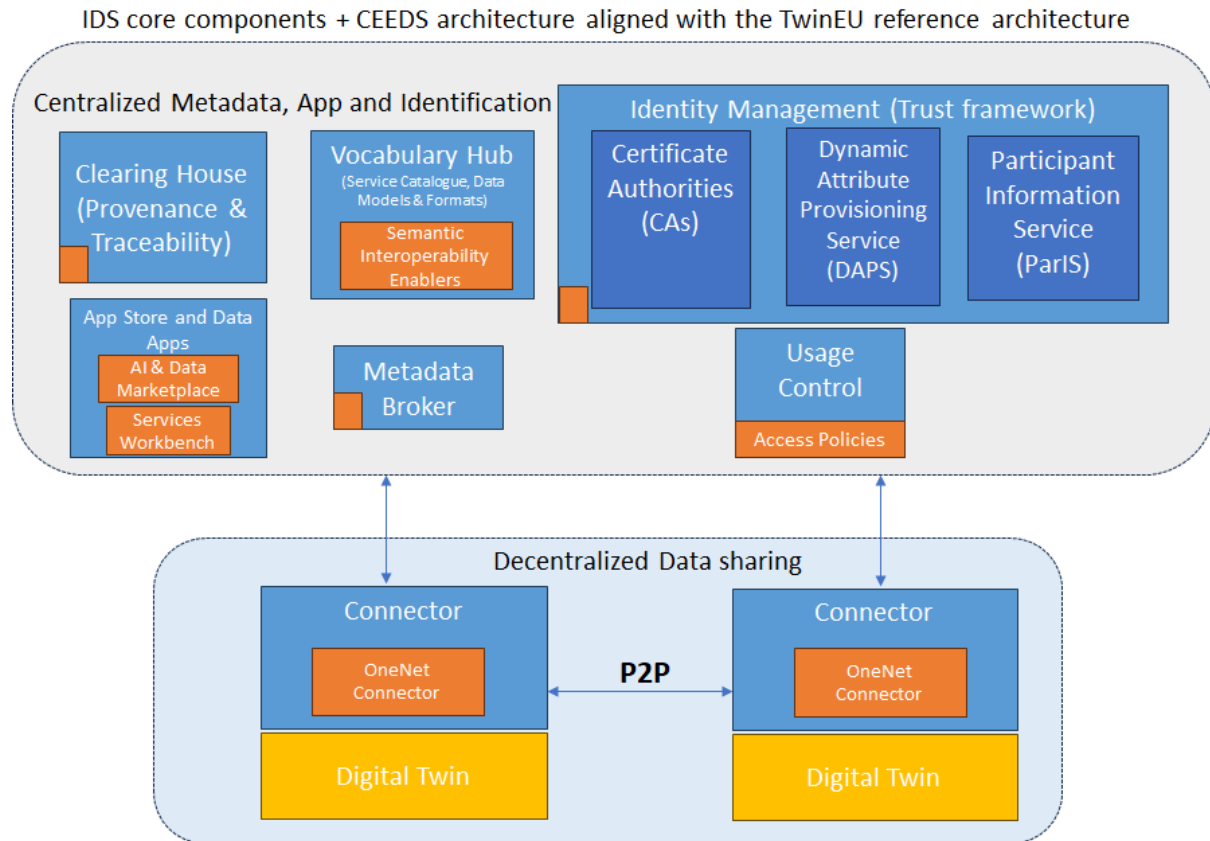 IDS core components + CEEDS architecture aligned with the TwinEU reference architecture
Centralized Metadata, App and Identification
Clearing House
(Provenance &
Traceability)
Vocabulary Hub
(Service Catalogue, Data
Models & Formats)
Semantic
Interoperability
Enablers
Identity Management (Trust framework)
Certificate
Authorities
(CAs)
Dynamic
Attribute
Provisioning
Service
(DAPS)
Participant
Information
Service
(ParIS)
App Store and Data
Apps
AI & Data
Marketplace
Services
Workbench
Metadata
Broker
Usage
Control
Access Policies
Decentralized Data sharing
Connector
OneNet
Connector
Digital Twin
P2P
Connector
OneNet
Connector
Digital Twin